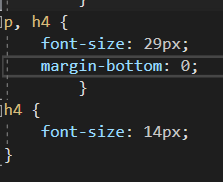 }
p, h4 {
font-size: 29px;
margin-bottom: 0;
}
h4 {
font-size: 14px;
}